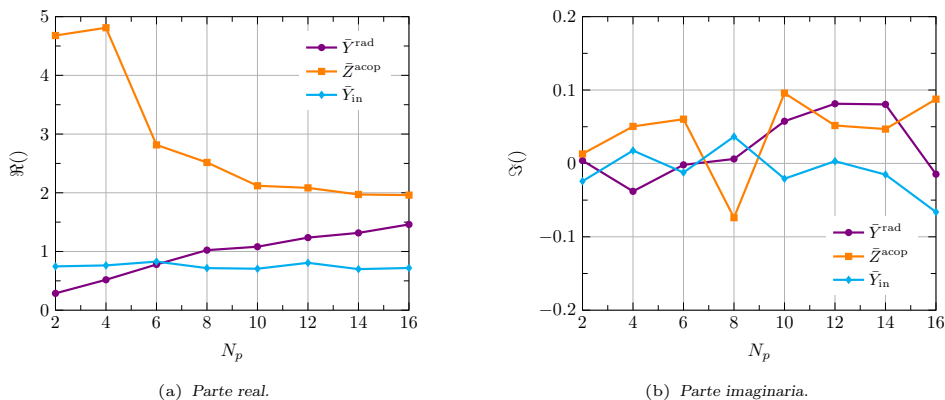 5
4
3
2
1
0
ℜ()
Ȳ^rad
Z̄^acop
Ȳ_in
2 4 6 8 10 12 14 16
N_p
(a) Parte real.
0.2
0.1
0
−0.1
−0.2
ℑ()
Ȳ^rad
Z̄^acop
Ȳ_in
2 4 6 8 10 12 14 16
N_p
(b) Parte imaginaria.